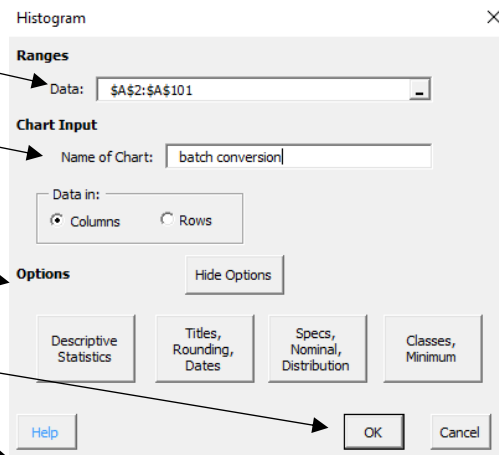 Histogram
Ranges
Data: $A$2:$A$101
Chart Input
Name of Chart: batch conversion
Data in:
Columns Rows
Options Hide Options
Descriptive
Statistics
Titles,
Rounding,
Dates
Specs,
Nominal,
Distribution
Classes,
Minimum
Help OK Cancel